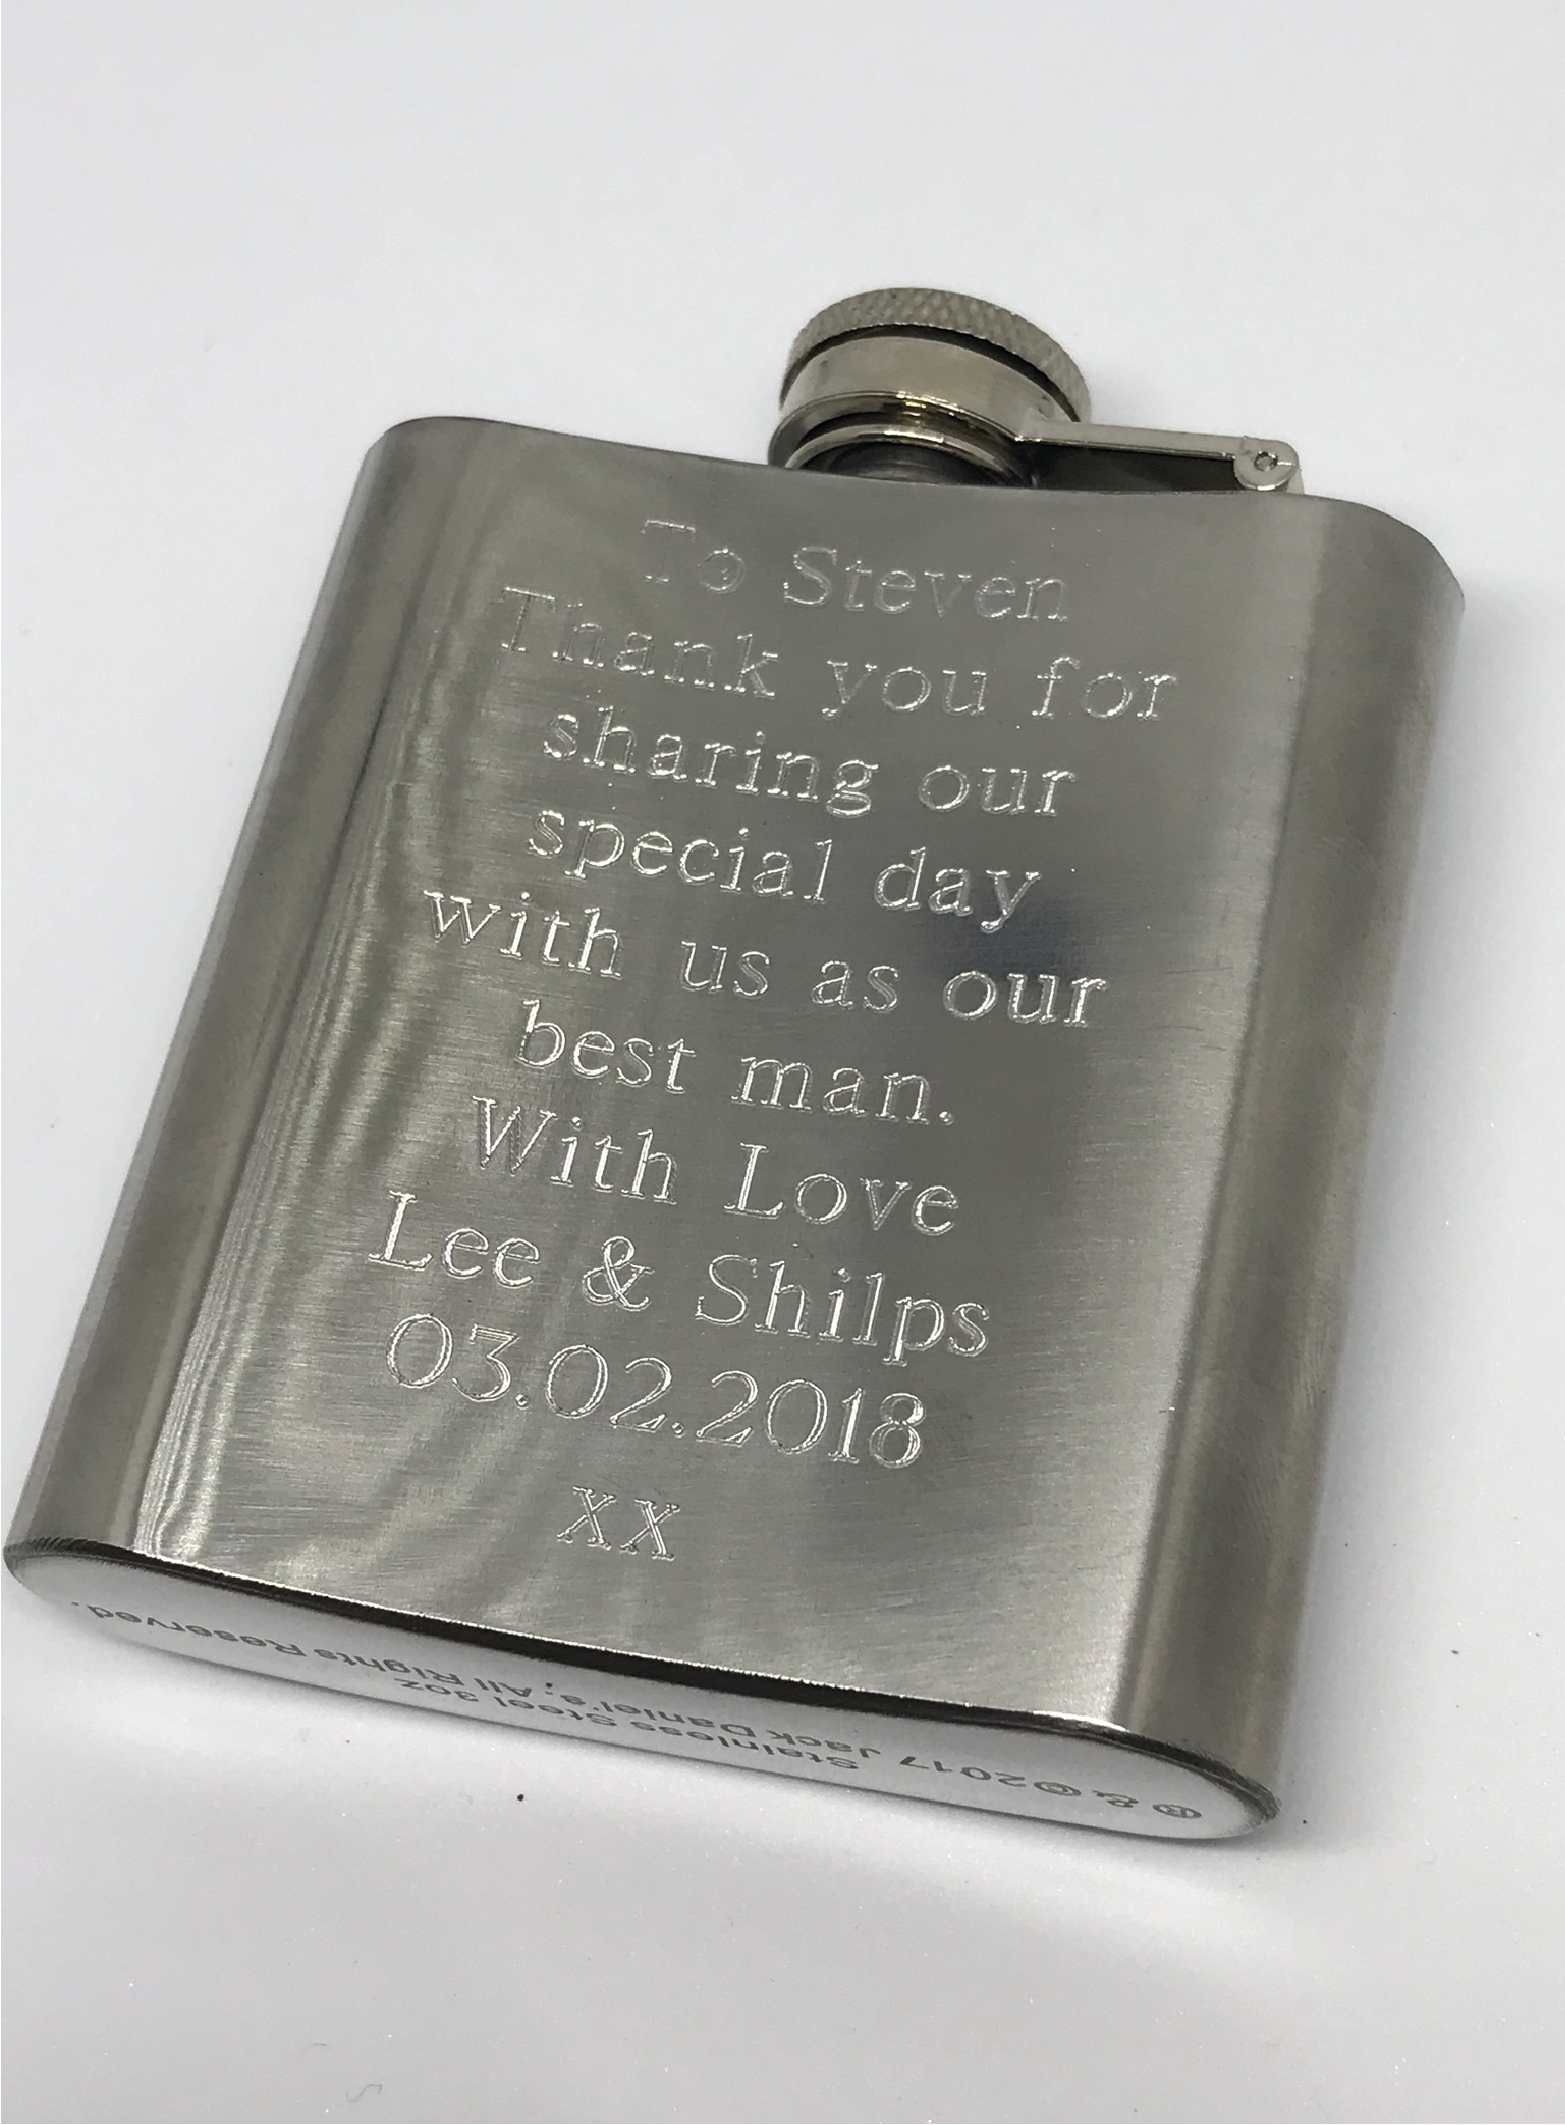 To Steven
Thank you for
sharing our
special day
with us as our
best man.
With Love
Lee & Shilps
03.02.2018
xx
® & ©2017 Jack Daniel's, All Rights Reserved.
Stainless Steel 3oz